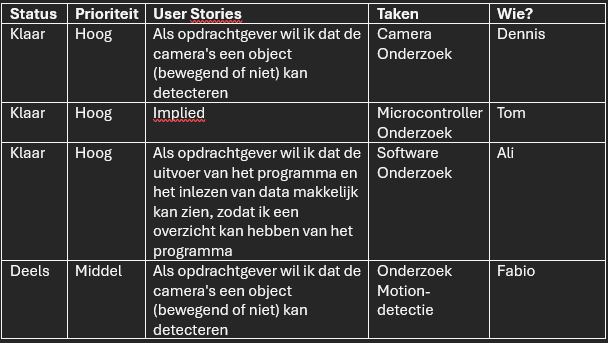 Status Prioriteit User Stories Taken Wie?
Klaar Hoog Als opdrachtgever wil ik dat de Camera Dennis
camera's een object Onderzoek
(bewegend of niet) kan
detecteren
Klaar Hoog Implied Microcontroller Tom
Onderzoek
Klaar Hoog Als opdrachtgever wil ik dat de Software Ali
uitvoer van het programma en Onderzoek
het inlezen van data makkelijk
kan zien, zodat ik een
overzicht kan hebben van het
programma
Deels Middel Als opdrachtgever wil ik dat de Onderzoek Fabio
camera's een object Motion-
(bewegend of niet) kan detectie
detecteren